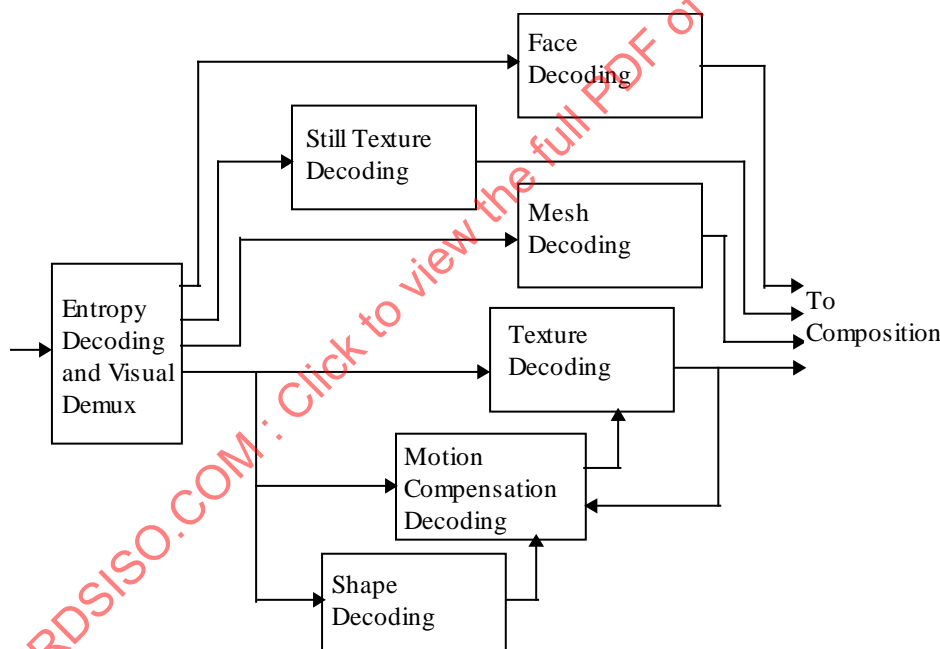 Face
Decoding
Still Texture
Decoding
Mesh
Decoding
Entropy
Decoding
and Visual
Demux
To
Composition
Texture
Decoding
Motion
Compensation
Decoding
Shape
Decoding
RDSISO.COM : Click to view the full PDF of